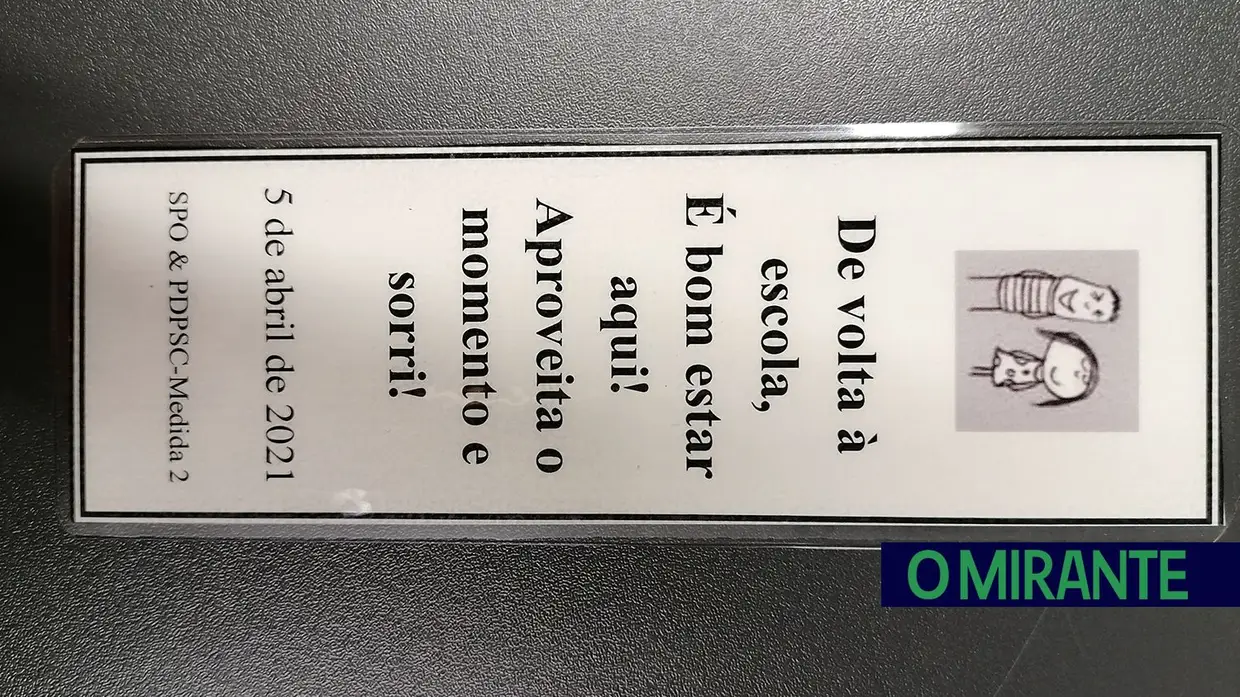 De volta à
escola,
É bom estar
aqui!
Aproveita o
momento e
sorri!
5 de abril de 2021
SPO & PDPSC-Medida 2
O MIRANTE